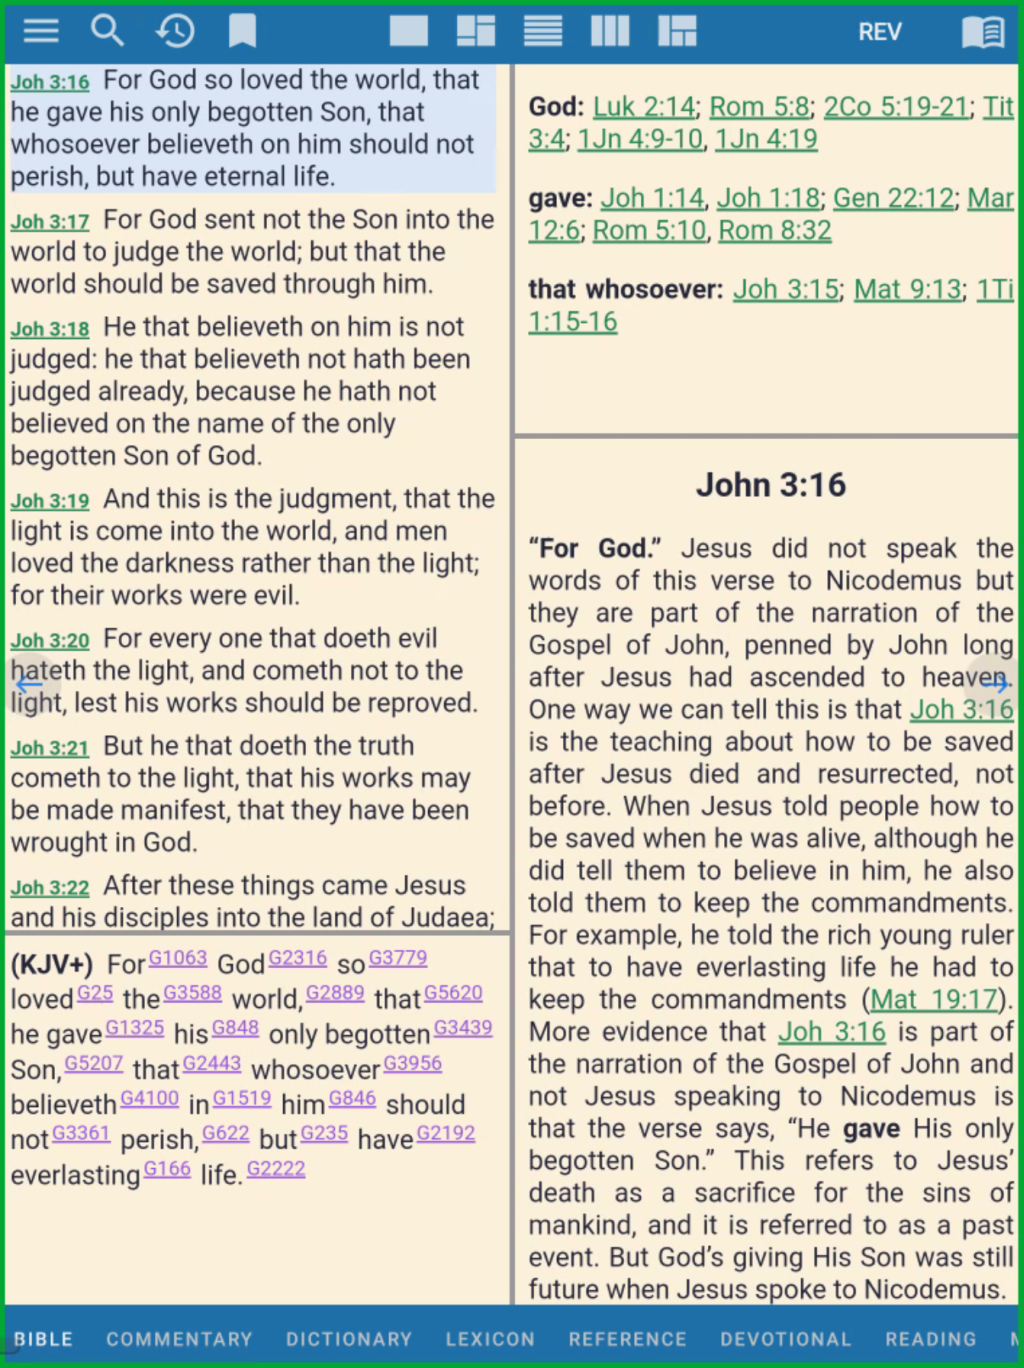 REV
Joh 3:16 For God so loved the world, that
he gave his only begotten Son, that
whosoever believeth on him should not
perish, but have eternal life.
Joh 3:17 For God sent not the Son into the
world to judge the world; but that the
world should be saved through him.
Joh 3:18 He that believeth on him is not
judged: he that believeth not hath been
judged already, because he hath not
believed on the name of the only
begotten Son of God.
Joh 3:19 And this is the judgment, that the
light is come into the world, and men
loved the darkness rather than the light;
for their works were evil.
Joh 3:20 For every one that doeth evil
hateth the light, and cometh not to the
light, lest his works should be reproved.
Joh 3:21 But he that doeth the truth
cometh to the light, that his works may
be made manifest, that they have been
wrought in God.
Joh 3:22 After these things came Jesus
and his disciples into the land of Judaea;
(KJV+) For G1063 God G2316 so G3779
loved G25 the G3588 world, G2889 that G5620
he gave G1325 his G848 only begotten G3439
Son, G5207 that G2443 whosoever G3956
believeth G4100 in G1519 him G846 should
not G3361 perish, G622 but G235 have G2192
everlasting G166 life. G2222
God: Luk 2:14; Rom 5:8; 2Co 5:19-21; Tit
3:4; 1Jn 4:9-10, 1Jn 4:19
gave: Joh 1:14, Joh 1:18; Gen 22:12; Mar
12:6; Rom 5:10, Rom 8:32
that whosoever: Joh 3:15; Mat 9:13; 1Ti
1:15-16
John 3:16
“For God.” Jesus did not speak the
words of this verse to Nicodemus but
they are part of the narration of the
Gospel of John, penned by John long
after Jesus had ascended to heaven.
One way we can tell this is that Joh 3:16
is the teaching about how to be saved
after Jesus died and resurrected, not
before. When Jesus told people how to
be saved when he was alive, although he
did tell them to believe in him, he also
told them to keep the commandments.
For example, he told the rich young ruler
that to have everlasting life he had to
keep the commandments (Mat 19:17).
More evidence that Joh 3:16 is part of
the narration of the Gospel of John and
not Jesus speaking to Nicodemus is
that the verse says, “He gave His only
begotten Son.” This refers to Jesus’
death as a sacrifice for the sins of
mankind, and it is referred to as a past
event. But God’s giving His Son was still
future when Jesus spoke to Nicodemus.
BIBLE COMMENTARY DICTIONARY LEXICON REFERENCE DEVOTIONAL READING